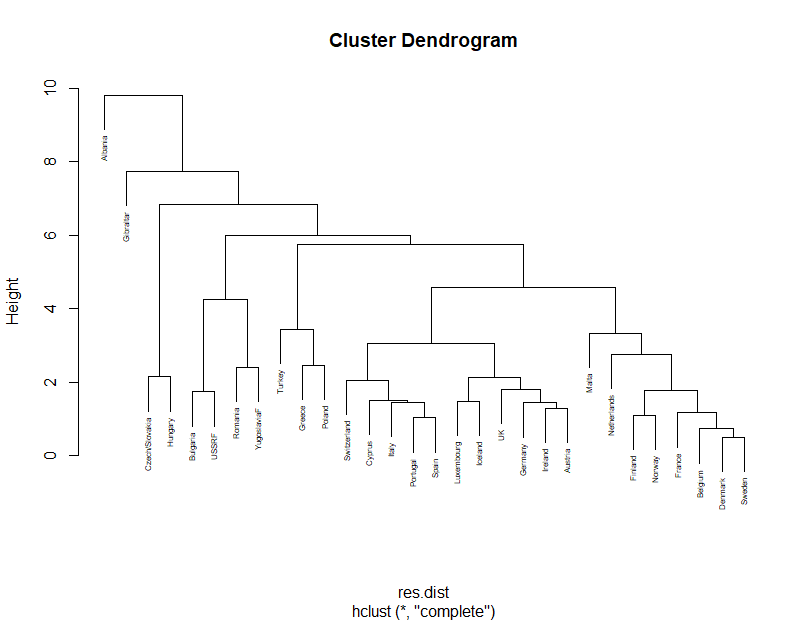 Cluster Dendrogram
Height
10
8
6
4
2
0
Albania
Gibraltar
Czech/Slovakia
Hungary
Bulgaria
USSRF
Romania
YugoslaviaF
Turkey
Greece
Poland
Switzerland
Cyprus
Italy
Portugal
Spain
Luxembourg
Iceland
UK
Germany
Ireland
Austria
Malta
Netherlands
Finland
Norway
France
Belgium
Denmark
Sweden
res.dist
hclust (*, "complete")